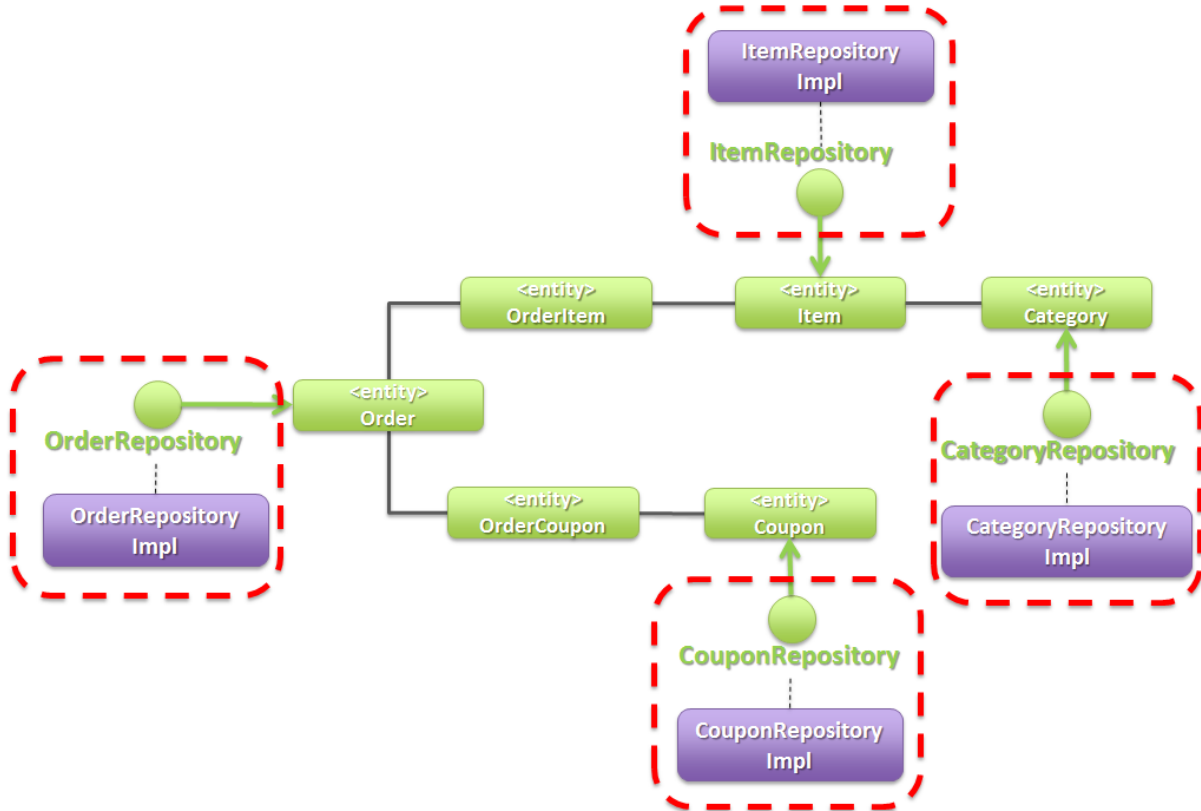 ItemRepository
Impl
ItemRepository
<entity>
OrderItem
<entity>
Item
<entity>
Category
<entity>
Order
OrderRepository
OrderRepository
Impl
CategoryRepository
CategoryRepository
Impl
<entity>
OrderCoupon
<entity>
Coupon
CouponRepository
CouponRepository
Impl